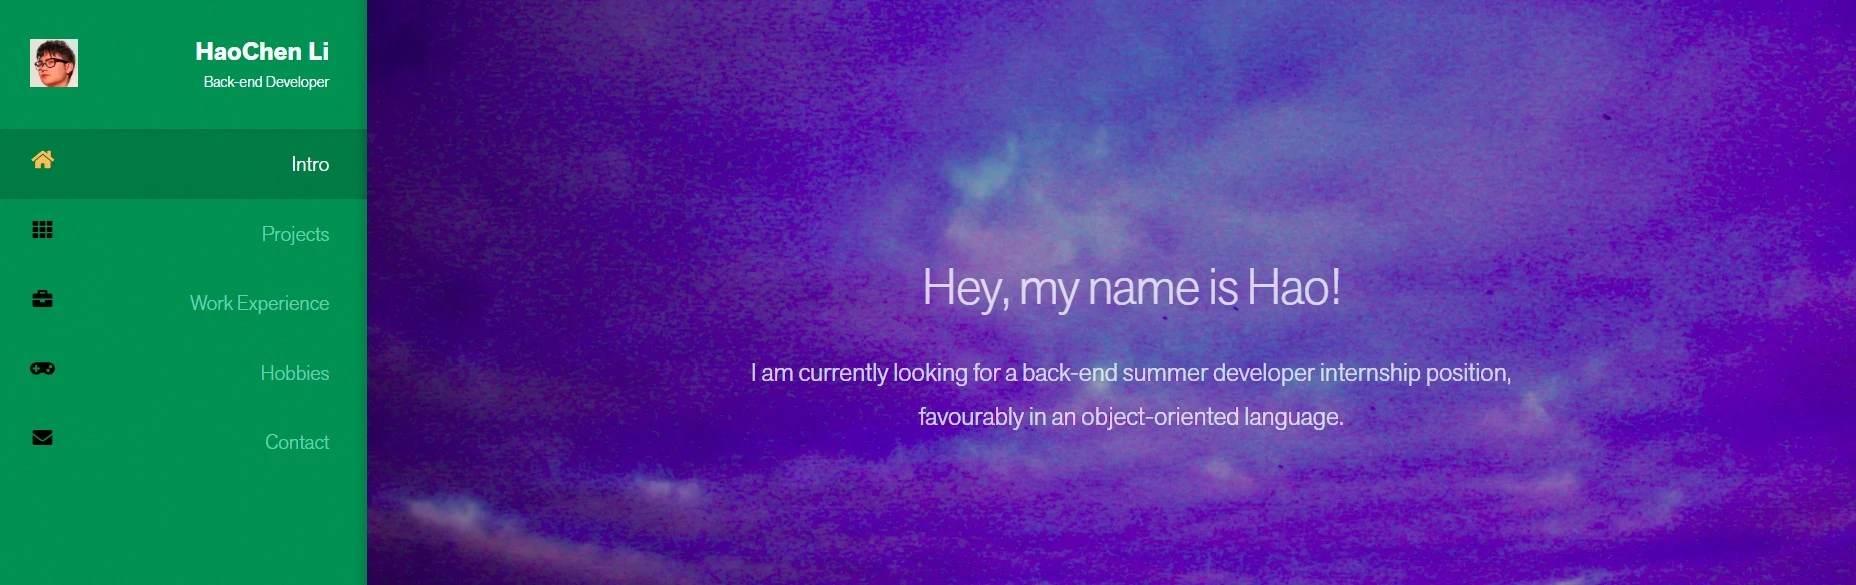 HaoChen Li
Back-end Developer
Intro
Projects
Work Experience
Hobbies
Contact
Hey, my name is Hao!
I am currently looking for a back-end summer developer internship position,
favourably in an object-oriented language.